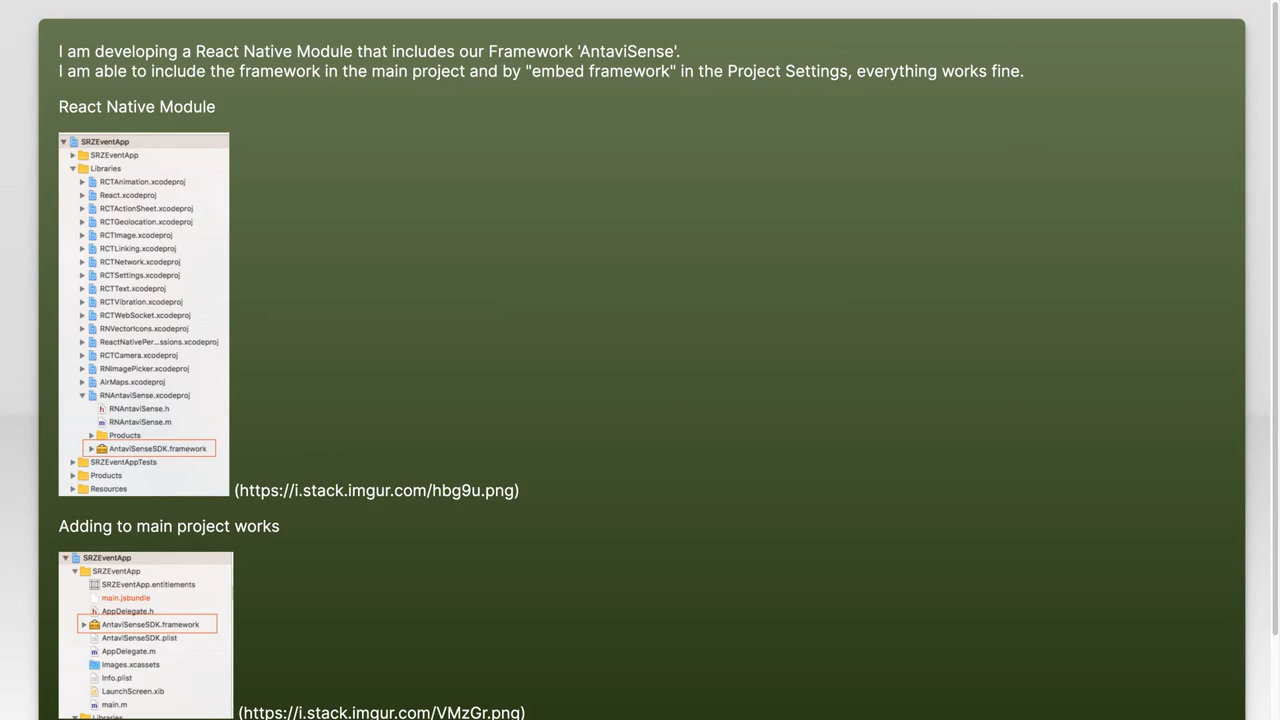 I am developing a React Native Module that includes our Framework 'AntaviSense'.
I am able to include the framework in the main project and by "embed framework" in the Project Settings, everything works fine.
React Native Module
SRZEventApp
SRZEventApp
Libraries
RCTAnimation.xcodeproj
React.xcodeproj
RCTActionSheet.xcodeproj
RCTGeolocation.xcodeproj
RCTImage.xcodeproj
RCTLinking.xcodeproj
RCTNetwork.xcodeproj
RCTSettings.xcodeproj
RCTText.xcodeproj
RCTVibration.xcodeproj
RCTWebSocket.xcodeproj
RNVectorIcons.xcodeproj
ReactNativePer...ssions.xcodeproj
RCTCamera.xcodeproj
RNImagePicker.xcodeproj
AirMaps.xcodeproj
RNAntaviSense.xcodeproj
RNAntaviSense.h
RNAntaviSense.m
Products
AntaviSenseSDK.framework
SRZEventAppTests
Products
Resources
(https://i.stack.imgur.com/hbg9u.png)
Adding to main project works
SRZEventApp
SRZEventApp
SRZEventApp.entitlements
main.jsbundle
AppDelegate.h
AntaviSenseSDK.framework
AntaviSenseSDK.plist
AppDelegate.m
Images.xcassets
Info.plist
LaunchScreen.xib
main.m
Libraries
(https://i.stack.imgur.com/VMzGr.png)